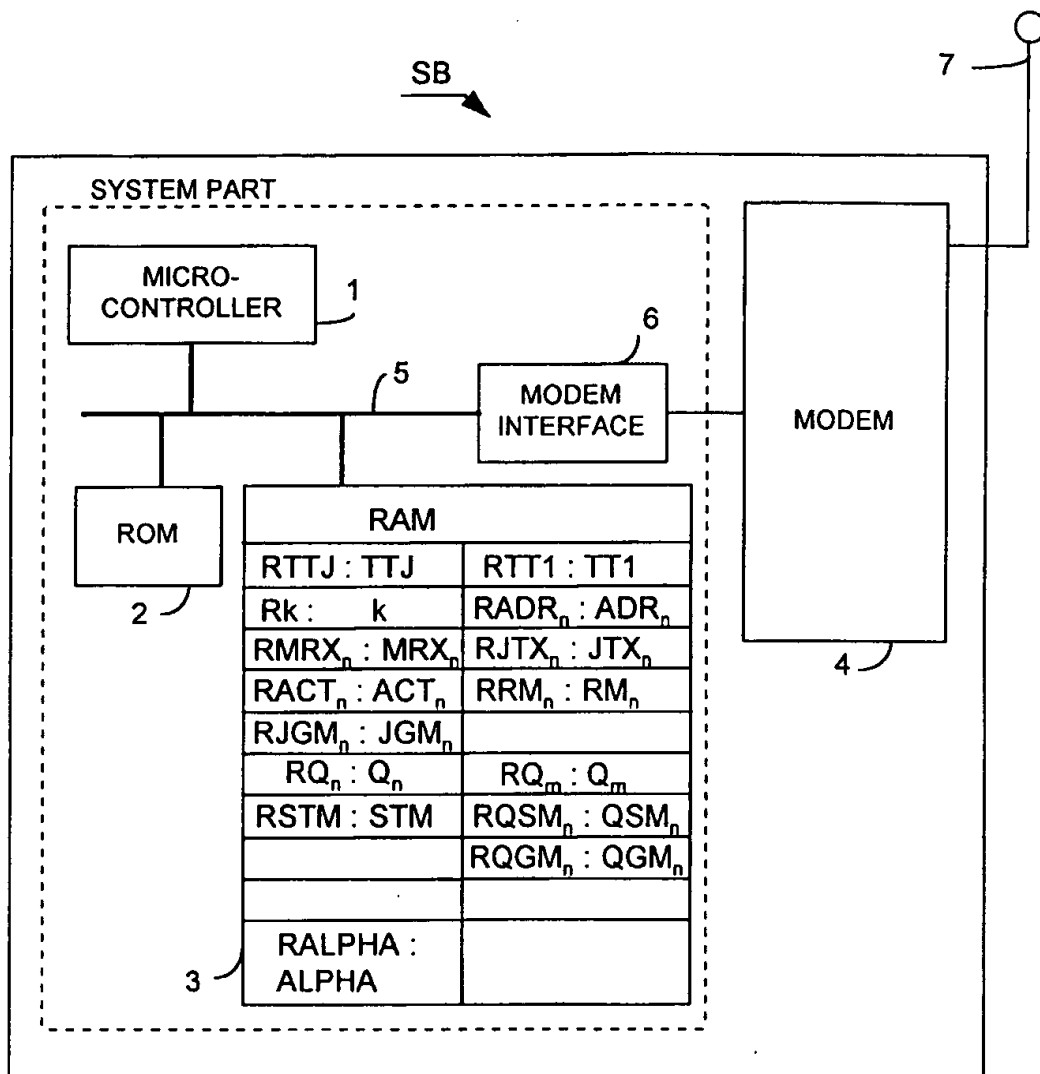 7
SB
SYSTEM PART
MICRO-
CONTROLLER
1
6
5
MODEM
INTERFACE
MODEM
ROM
2
4
RAM
RTTJ : TTJ RTT1 : TT1
Rk : k RADRn : ADRn
RMRXn : MRXn RJTXn : JTXn
RACTn : ACTn RRMn : RMn
RJGMn : JGMn
RQn : Qn RQm : Qm
RSTM : STM RQSMn : QSMn
RQGMn : QGMn
RALPHA :
ALPHA
3